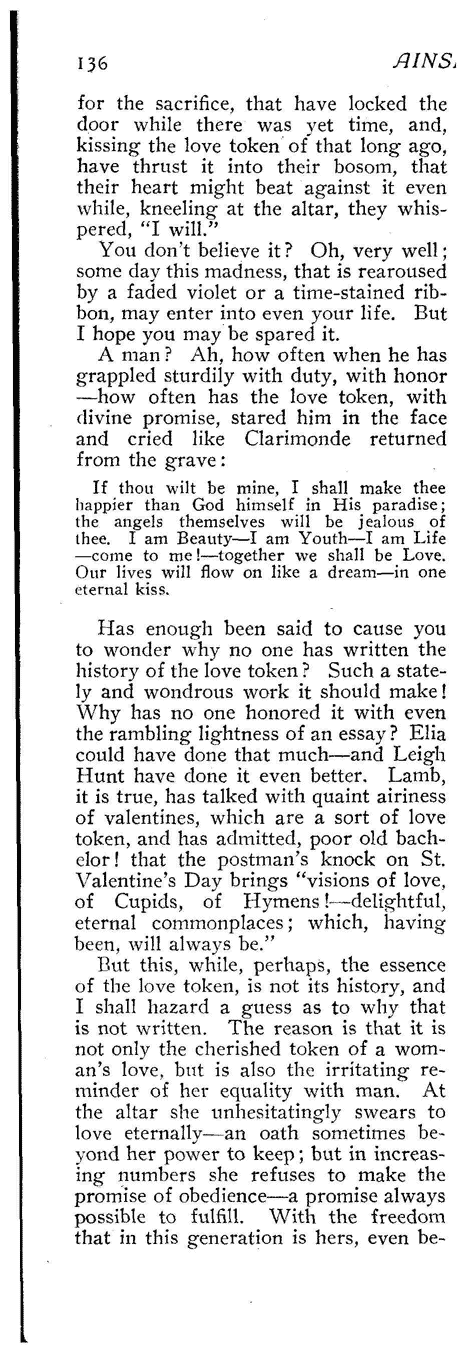 136
AINS
for the sacrifice, that have locked the
door while there was yet time, and,
kissing the love token of that long ago,
have thrust it into their bosom, that
their heart might beat against it even
while, kneeling at the altar, they whis-
pered, "I will."
You don't believe it? Oh, very well;
some day this madness, that is rearoused
by a faded violet or a time-stained rib-
bon, may enter into even your life. But
I hope you may be spared it.
A man? Ah, how often when he has
grappled sturdily with duty, with honor
—how often has the love token, with
divine promise, stared him in the face
and cried like Clarimonde returned
from the grave:
If thou wilt be mine, I shall make thee
happier than God himself in His paradise;
the angels themselves will be jealous of
thee. I am Beauty—I am Youth—I am Life
—come to me!—together we shall be Love.
Our lives will flow on like a dream—in one
eternal kiss.
Has enough been said to cause you
to wonder why no one has written the
history of the love token? Such a state-
ly and wondrous work it should make!
Why has no one honored it with even
the rambling lightness of an essay? Elia
could have done that much—and Leigh
Hunt have done it even better. Lamb,
it is true, has talked with quaint airiness
of valentines, which are a sort of love
token, and has admitted, poor old bach-
elor! that the postman's knock on St.
Valentine's Day brings "visions of love,
of Cupids, of Hymens!—delightful,
eternal commonplaces; which, having
been, will always be."
But this, while, perhaps, the essence
of the love token, is not its history, and
I shall hazard a guess as to why that
is not written. The reason is that it is
not only the cherished token of a wom-
an's love, but is also the irritating re-
minder of her equality with man. At
the altar she unhesitatingly swears to
love eternally—an oath sometimes be-
yond her power to keep; but in increas-
ing numbers she refuses to make the
promise of obedience—a promise always
possible to fulfill. With the freedom
that in this generation is hers, even be-